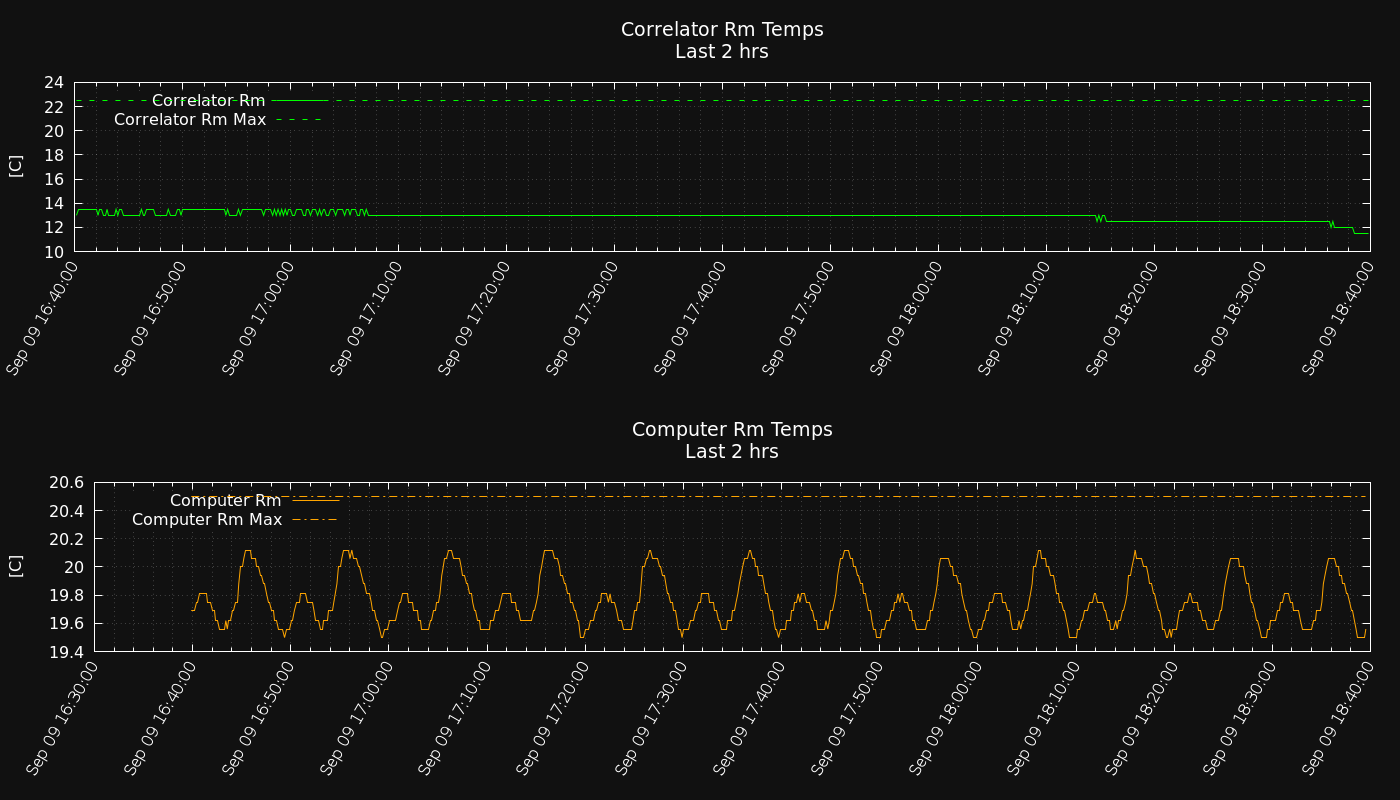 Correlator Rm Temps
Last 2 hrs
24
22
20
18
16
14
12
10
[C]
Correlator Rm
Correlator Rm Max
Sep 09 16:40:00
Sep 09 16:50:00
Sep 09 17:00:00
Sep 09 17:10:00
Sep 09 17:20:00
Sep 09 17:30:00
Sep 09 17:40:00
Sep 09 17:50:00
Sep 09 18:00:00
Sep 09 18:10:00
Sep 09 18:20:00
Sep 09 18:30:00
Sep 09 18:40:00
Computer Rm Temps
Last 2 hrs
20.6
20.4
20.2
20
19.8
19.6
19.4
[C]
Computer Rm
Computer Rm Max
Sep 09 16:30:00
Sep 09 16:40:00
Sep 09 16:50:00
Sep 09 17:00:00
Sep 09 17:10:00
Sep 09 17:20:00
Sep 09 17:30:00
Sep 09 17:40:00
Sep 09 17:50:00
Sep 09 18:00:00
Sep 09 18:10:00
Sep 09 18:20:00
Sep 09 18:30:00
Sep 09 18:40:00